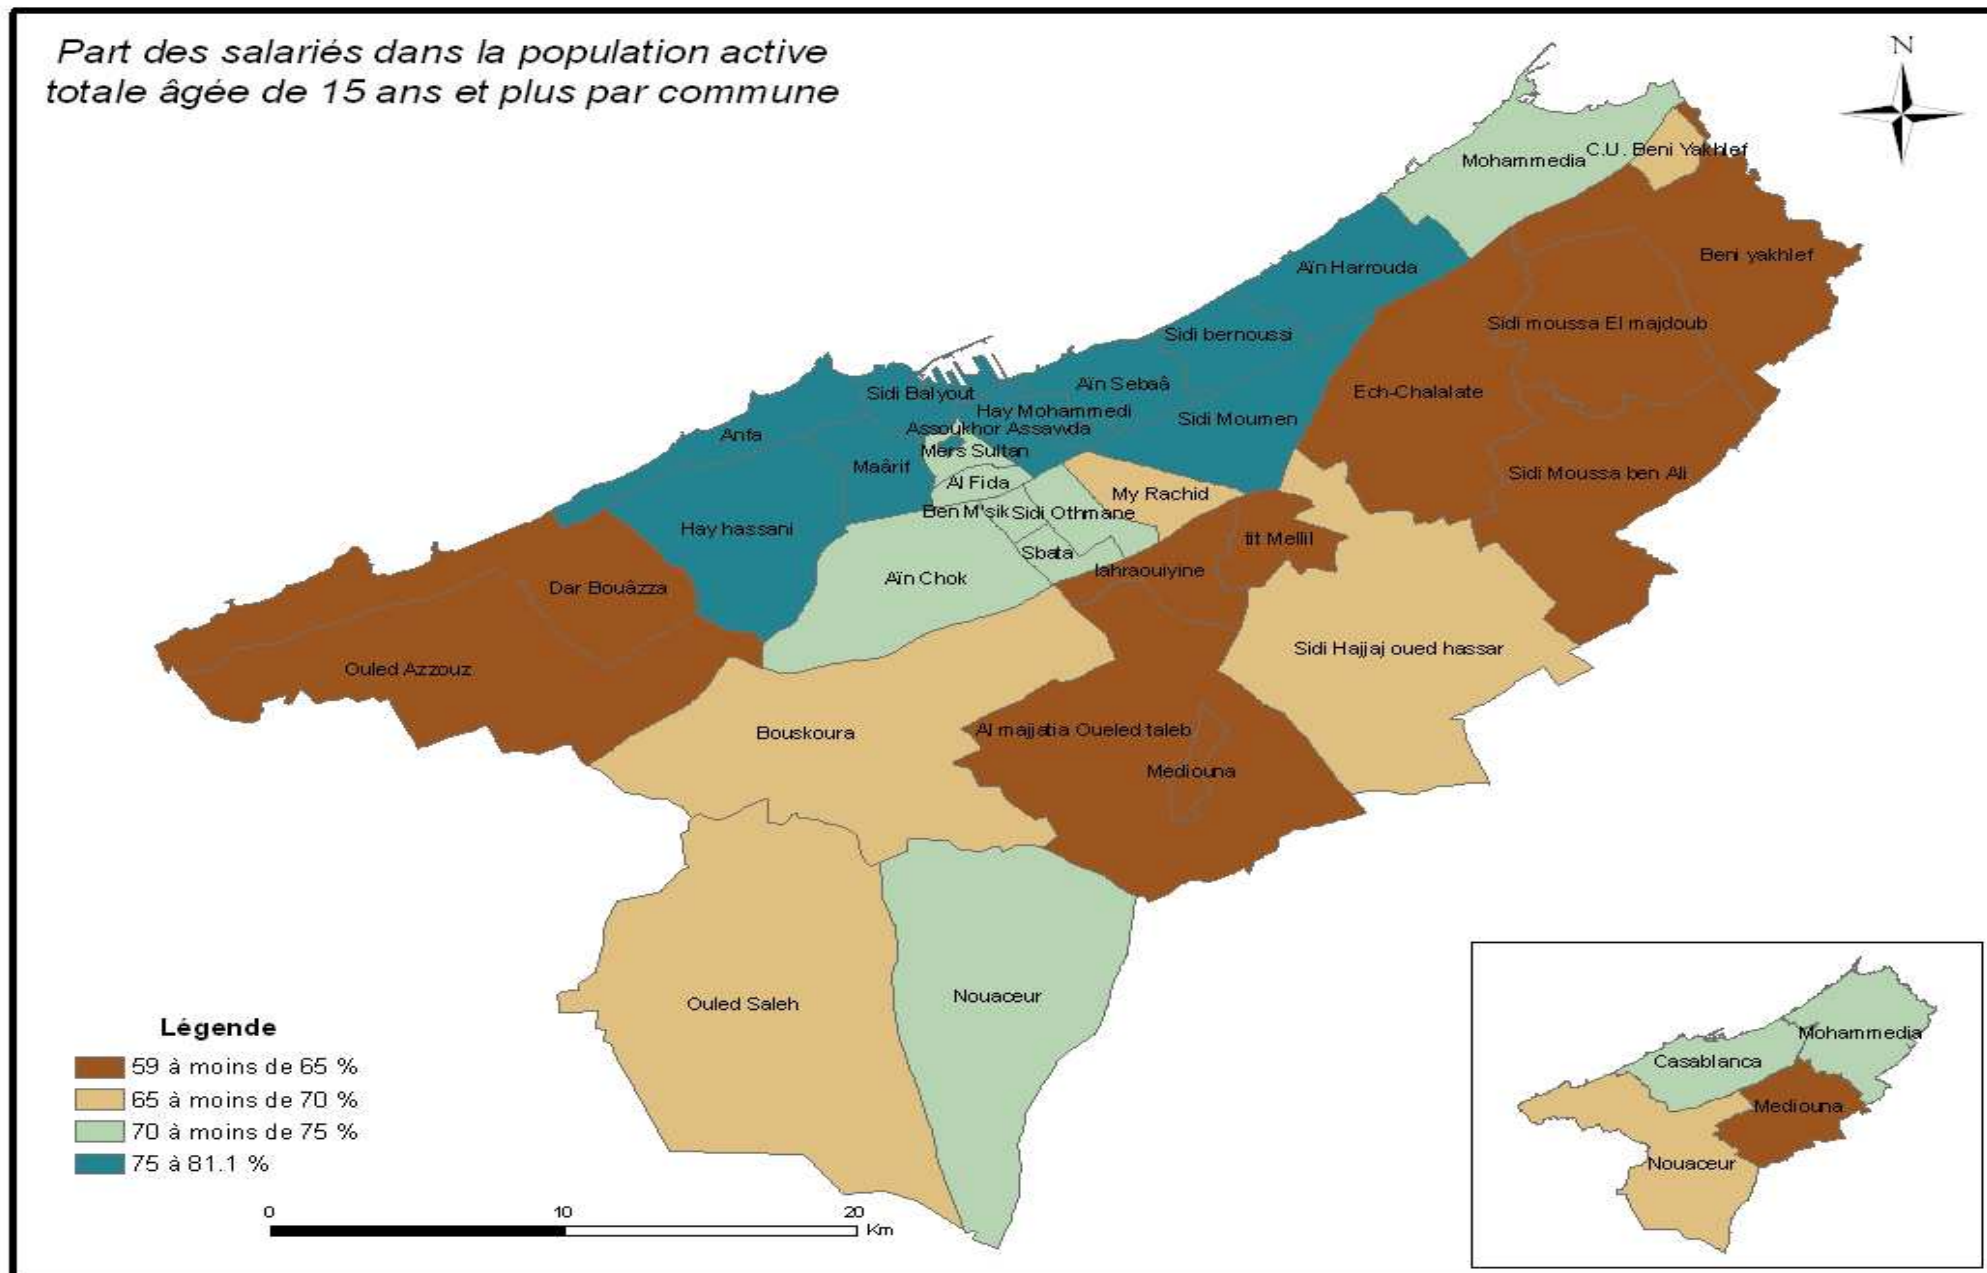 Part des salariés dans la population active
totale âgée de 15 ans et plus par commune
N
Mohammedia
C.U. Beni Yakhlef
Beni yakhlef
Aïn Harrouda
Sidi moussa El majdoub
Sidi bernoussi
Ech-Chalalate
Aïn Sebaâ
Sidi Balyout
Hay Mohammedi
Sidi Moumen
Assoukhor Assawda
Anfa
Mers Sultan
Maârif
Sidi Moussa ben Ali
Al Fida
My Rachid
Ben M'sik
Sidi Othmane
Hay hassani
tit Mellil
Sbata
lahraouiyine
Aïn Chok
Dar Bouâzza
Sidi Hajjaj oued hassar
Ouled Azzouz
Al majjatia Oueled taleb
Bouskoura
Mediouna
Ouled Saleh
Nouaceur
Légende
59 à moins de 65 %
65 à moins de 70 %
70 à moins de 75 %
75 à 81.1 %
0 10 20
Km
Mohammedia
Casablanca
Mediouna
Nouaceur